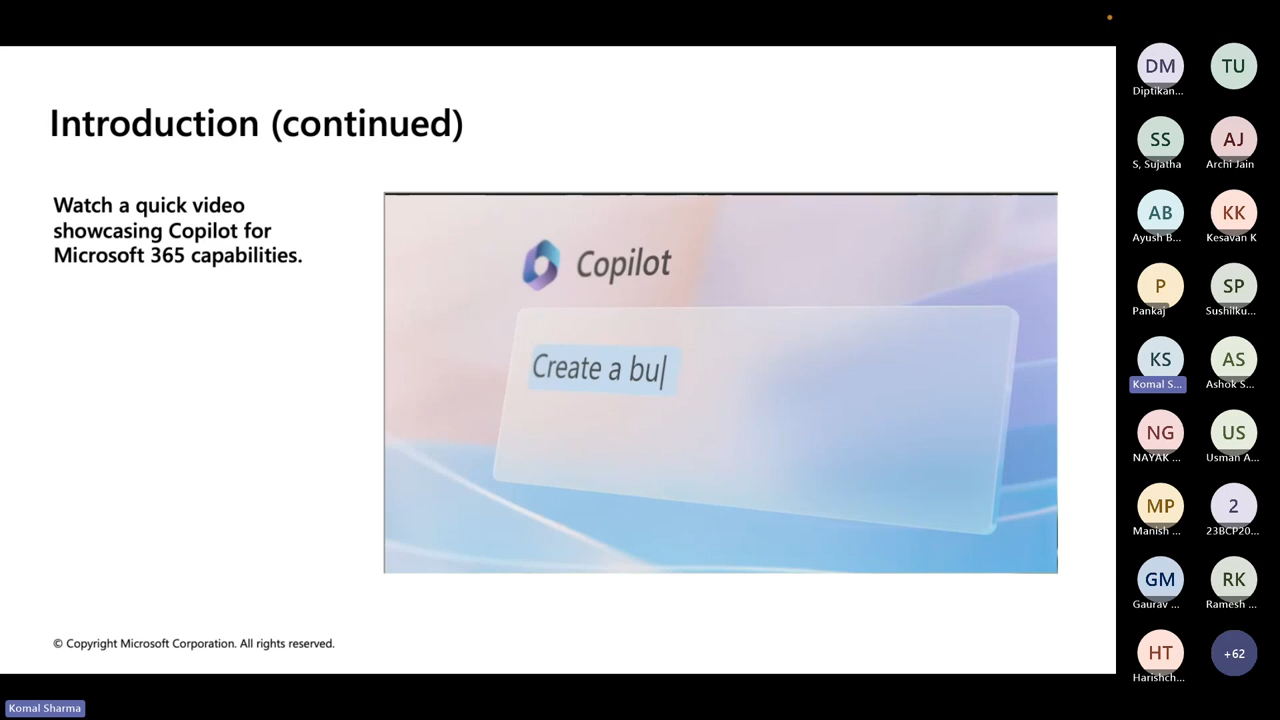 Introduction (continued)
Watch a quick video
showcasing Copilot for
Microsoft 365 capabilities.
Copilot
Create a bu
© Copyright Microsoft Corporation. All rights reserved.
Komal Sharma
DM
Diptikan...
TU
SS
S, Sujatha
AJ
Archi Jain
AB
Ayush B...
KK
Kesavan K
P
Pankaj
SP
Sushilku...
KS
Komal S...
AS
Ashok S...
NG
NAYAK ...
US
Usman A...
MP
Manish ...
2
23BCP20...
GM
Gaurav ...
RK
Ramesh ...
HT
Harishch...
+62